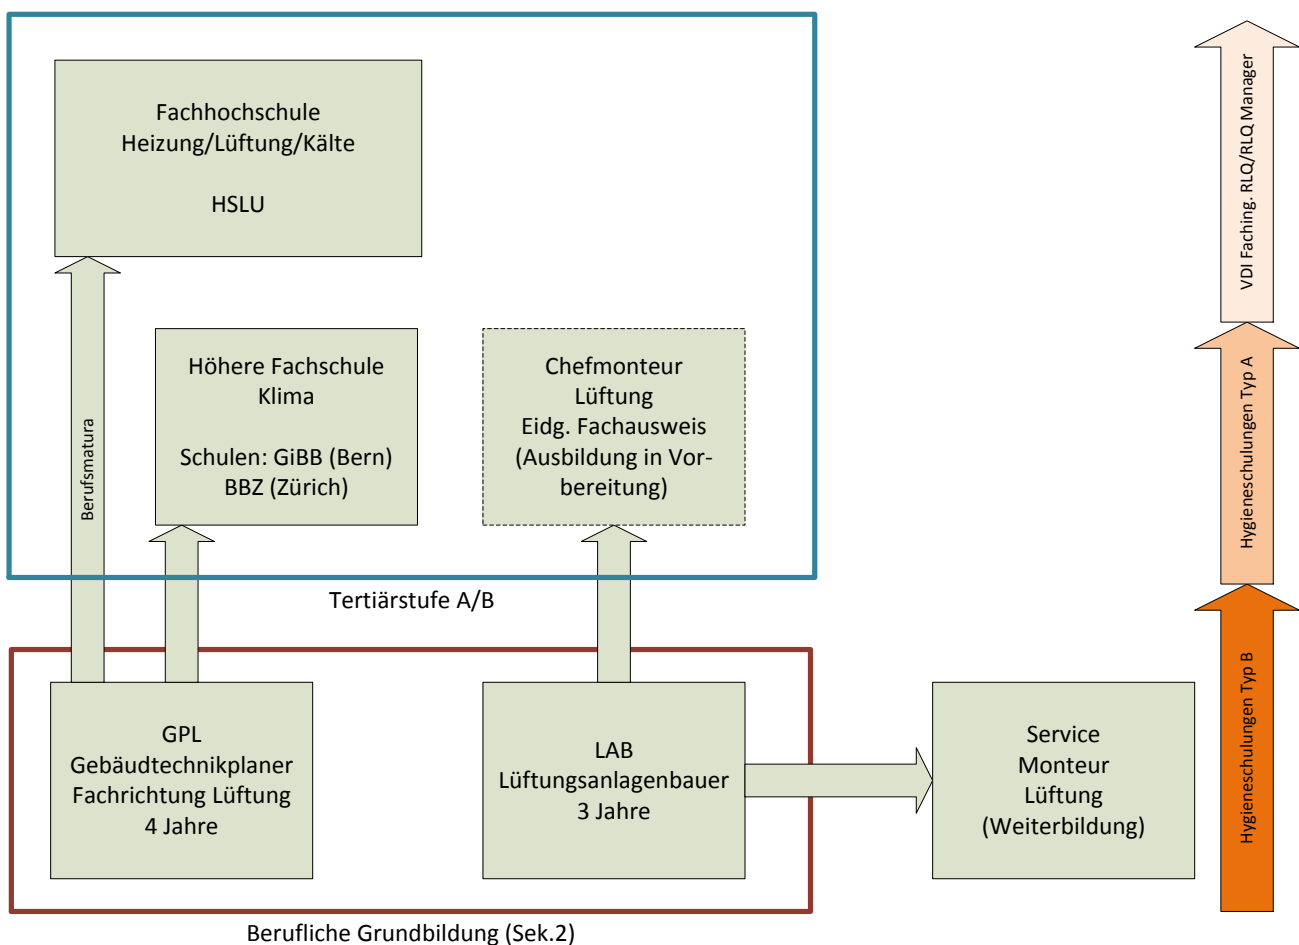 Fachhochschule
Heizung/Lüftung/Kälte
HSLU
Berufsmatura
Höhere Fachschule
Klima
Schulen: GiBB (Bern)
BBZ (Zürich)
Chefmonteur
Lüftung
Eidg. Fachausweis
(Ausbildung in Vor-
bereitung)
Tertiärstufe A/B
GPL
Gebäudtechnikplaner
Fachrichtung Lüftung
4 Jahre
LAB
Lüftungsanlagenbauer
3 Jahre
Service
Monteur
Lüftung
(Weiterbildung)
Berufliche Grundbildung (Sek.2)
VDI Faching. RLQ/RLQ Manager
Hygieneschulungen Typ A
Hygieneschulungen Typ B